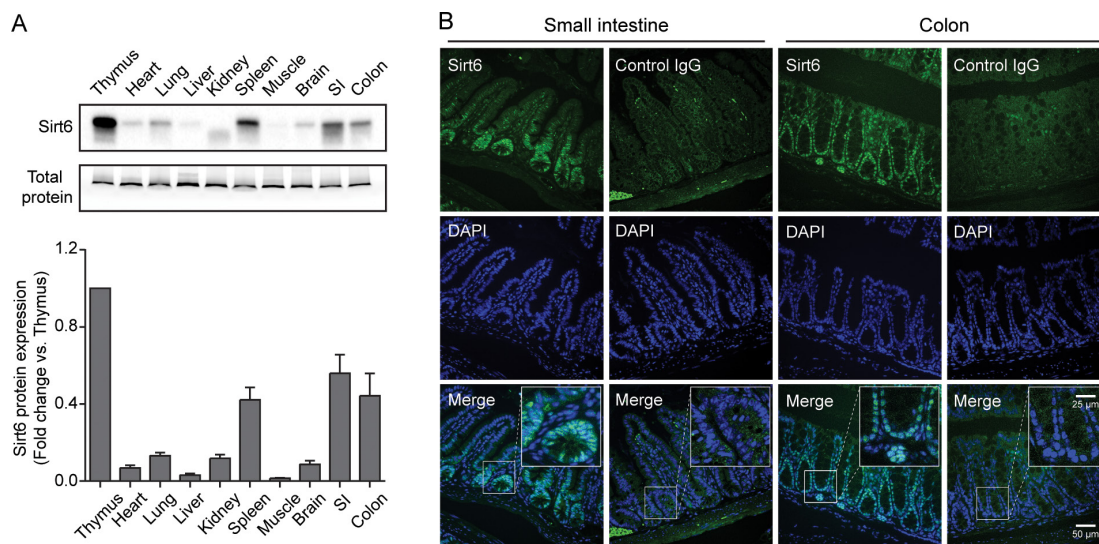 A
Thymus
Heart
Lung
Liver
Kidney
Spleen
Muscle
Brain
SI
Colon
Sirt6
Total
protein
Sirt6 protein expression
(Fold change vs. Thymus)
1.2
0.8
0.4
0.0
Thymus
Heart
Lung
Liver
Kidney
Spleen
Muscle
Brain
SI
Colon
B
Small intestine
Colon
Sirt6
Control IgG
Sirt6
Control IgG
DAPI
DAPI
DAPI
DAPI
Merge
Merge
Merge
Merge
25 µm
50 µm